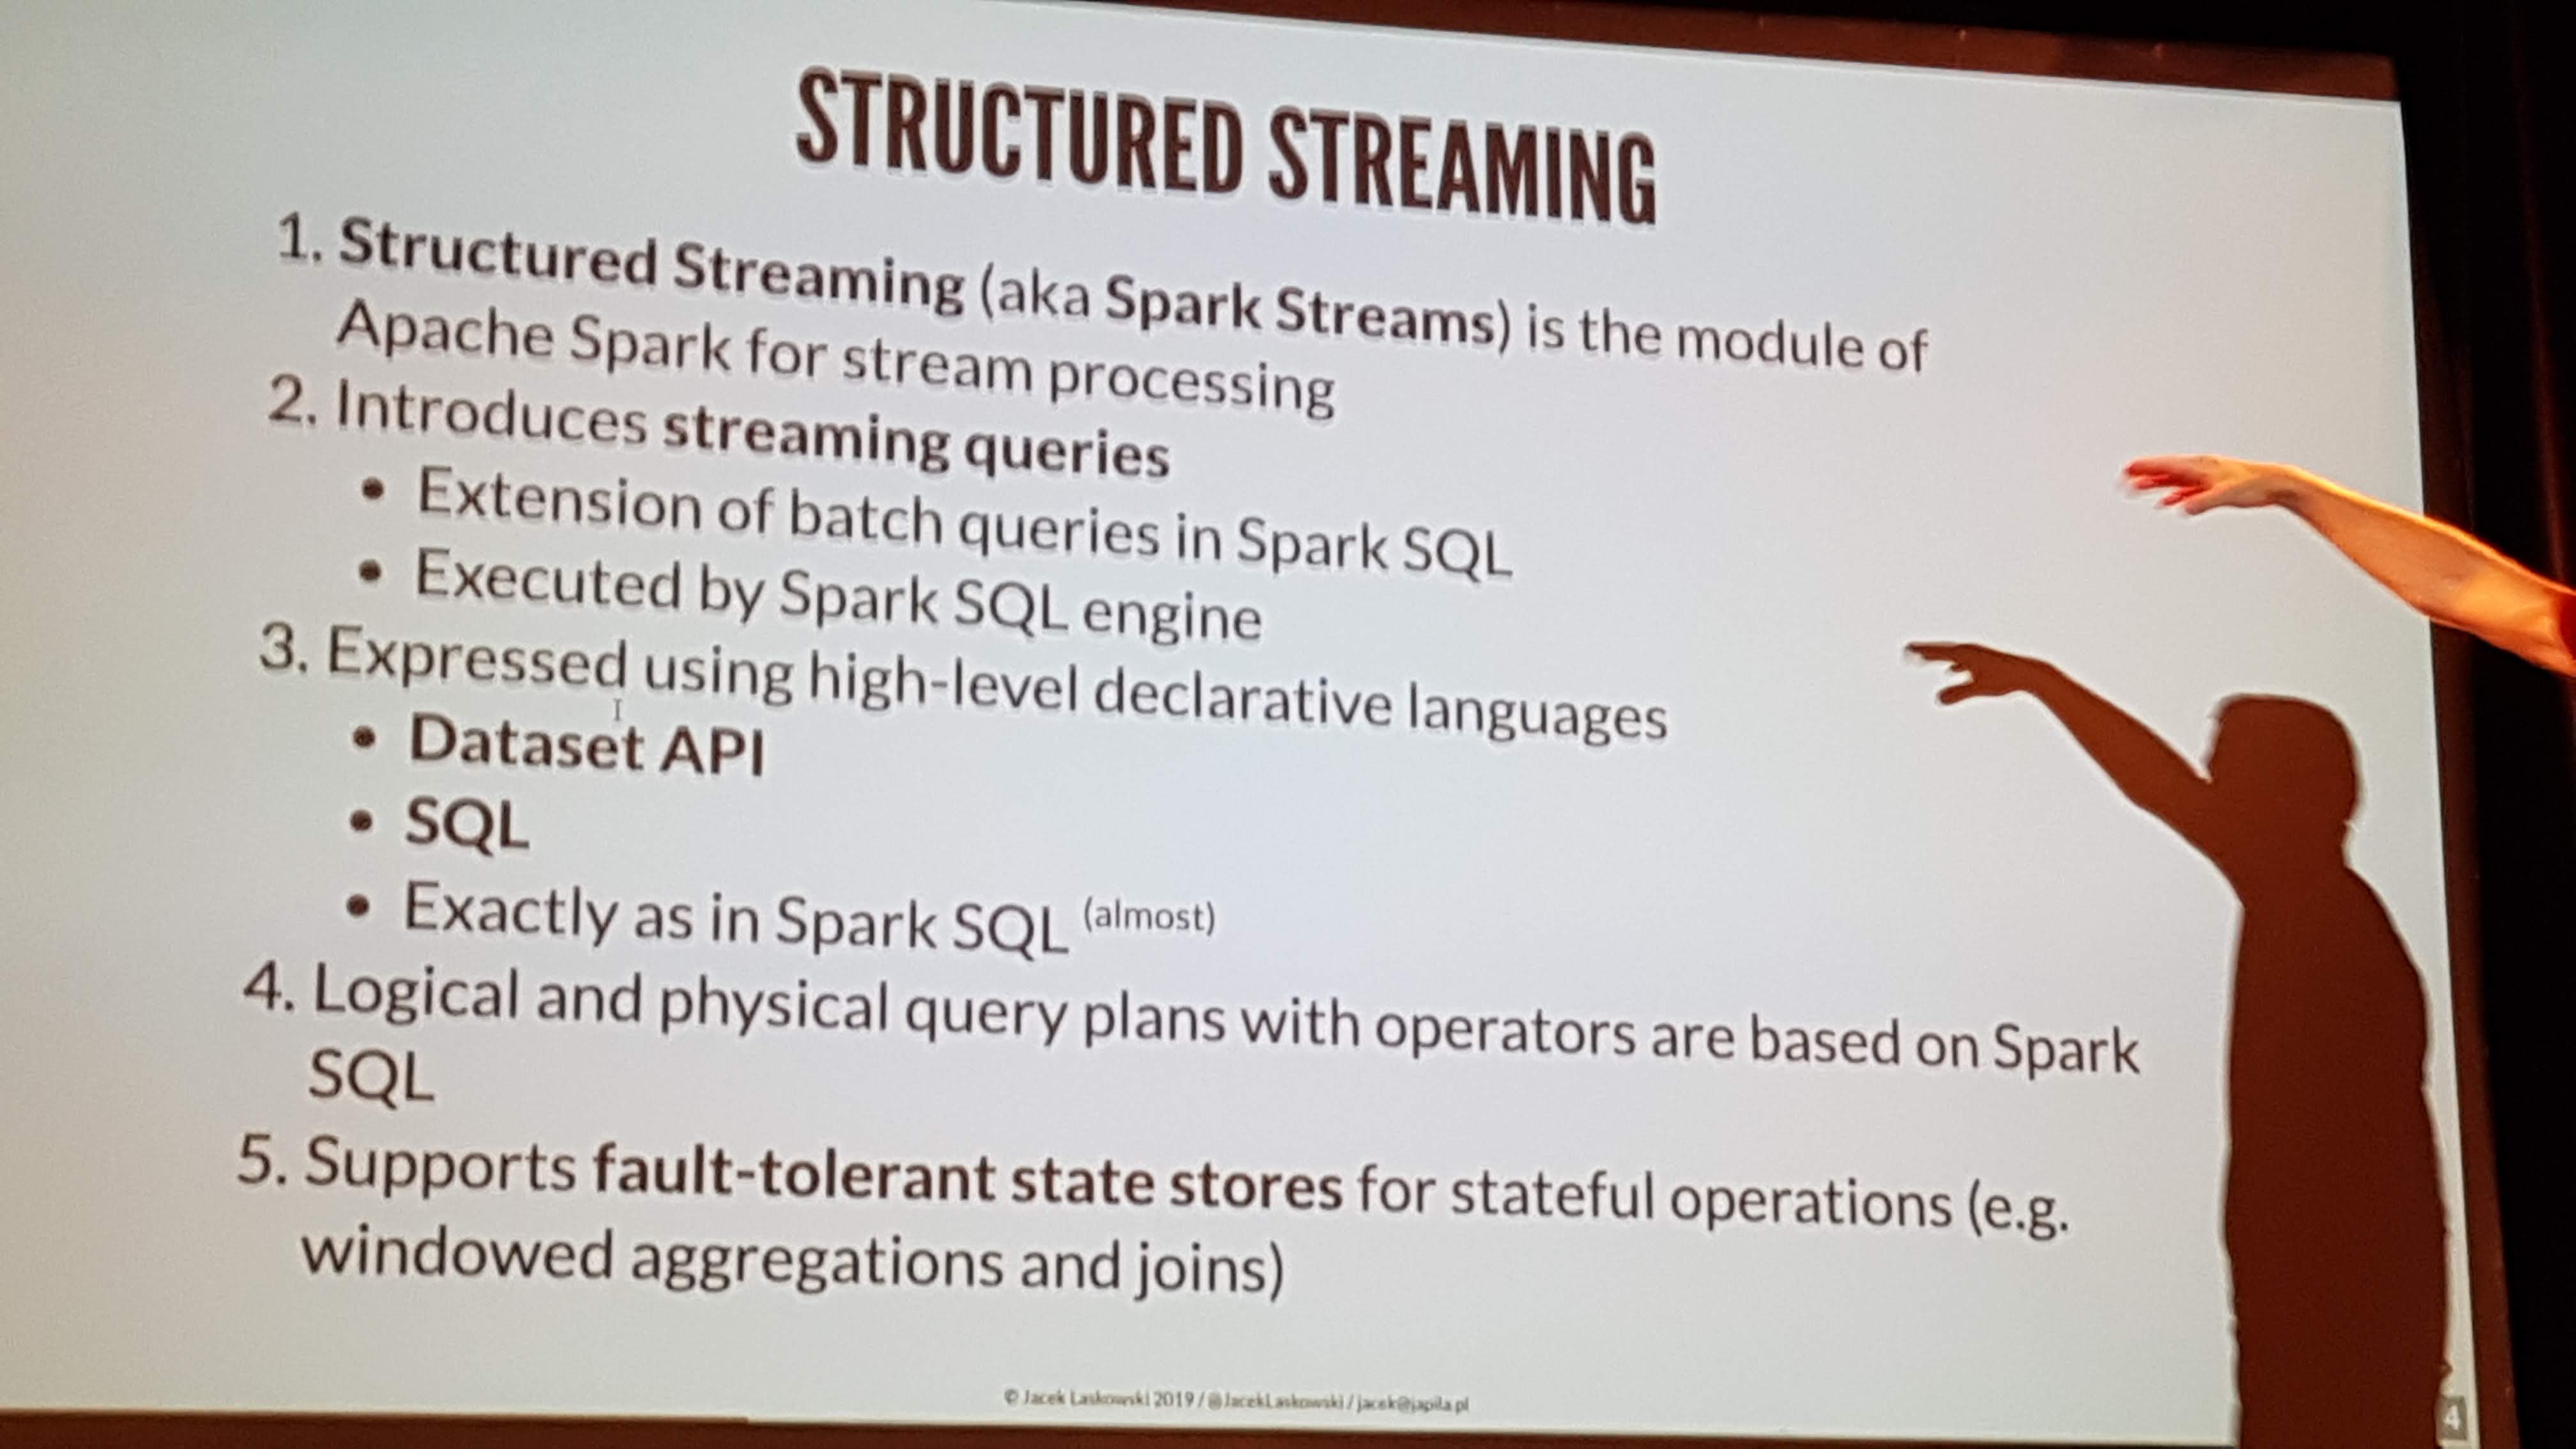 STRUCTURED STREAMING
1. Structured Streaming (aka Spark Streams) is the module of
Apache Spark for stream processing
2. Introduces streaming queries
• Extension of batch queries in Spark SQL
• Executed by Spark SQL engine
3. Expressed using high-level declarative languages
• Dataset API
• SQL
• Exactly as in Spark SQL (almost)
4. Logical and physical query plans with operators are based on Spark
SQL
5. Supports fault-tolerant state stores for stateful operations (e.g.
windowed aggregations and joins)
© Jacek Laskowski 2019 / @JacekLaskowski / jacek@japila.pl
4